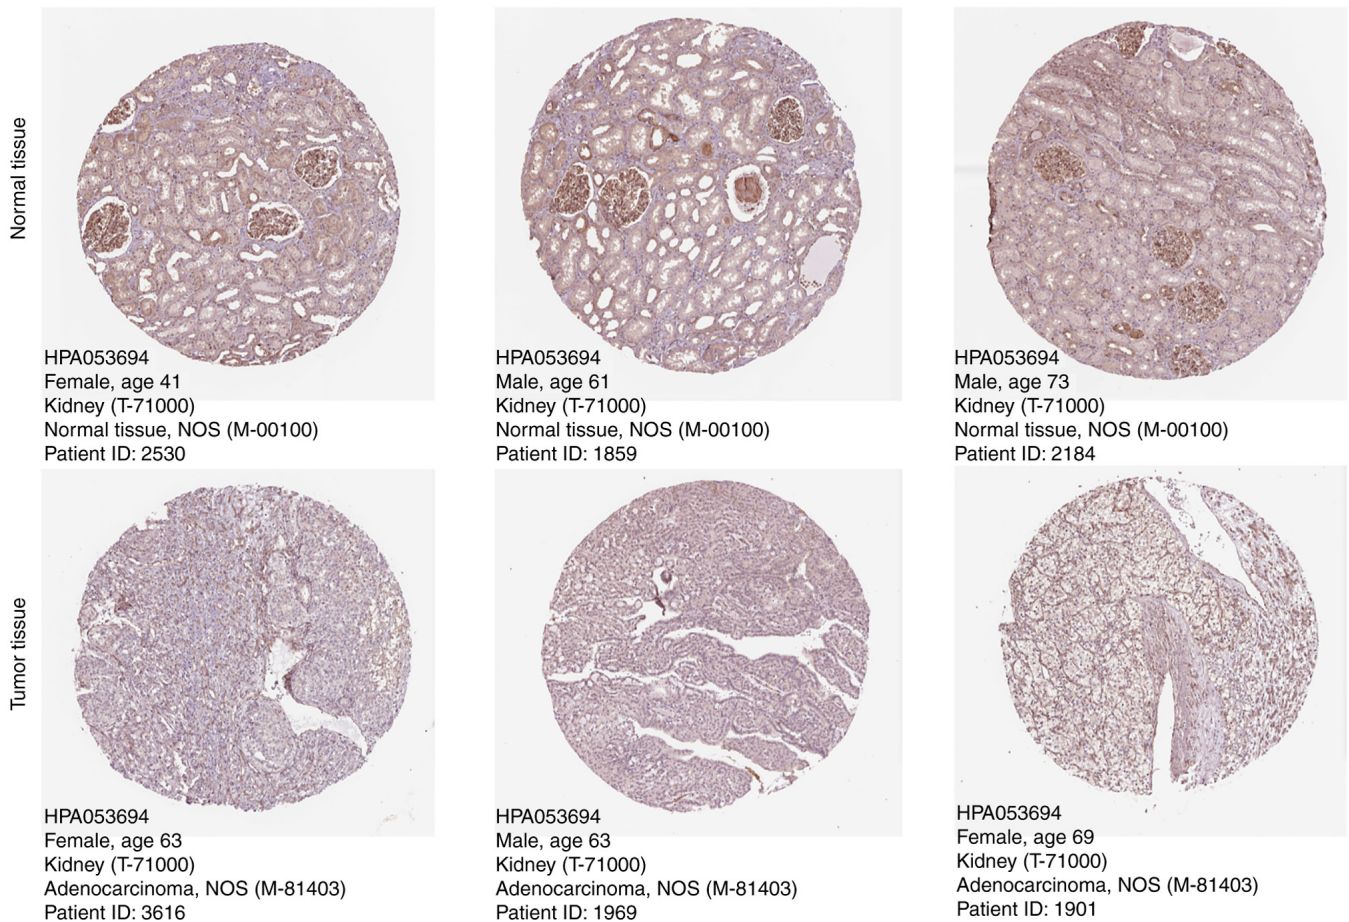 Normal tissue
HPA053694
Female, age 41
Kidney (T-71000)
Normal tissue, NOS (M-00100)
Patient ID: 2530
HPA053694
Male, age 61
Kidney (T-71000)
Normal tissue, NOS (M-00100)
Patient ID: 1859
HPA053694
Male, age 73
Kidney (T-71000)
Normal tissue, NOS (M-00100)
Patient ID: 2184
Tumor tissue
HPA053694
Female, age 63
Kidney (T-71000)
Adenocarcinoma, NOS (M-81403)
Patient ID: 3616
HPA053694
Male, age 63
Kidney (T-71000)
Adenocarcinoma, NOS (M-81403)
Patient ID: 1969
HPA053694
Female, age 69
Kidney (T-71000)
Adenocarcinoma, NOS (M-81403)
Patient ID: 1901